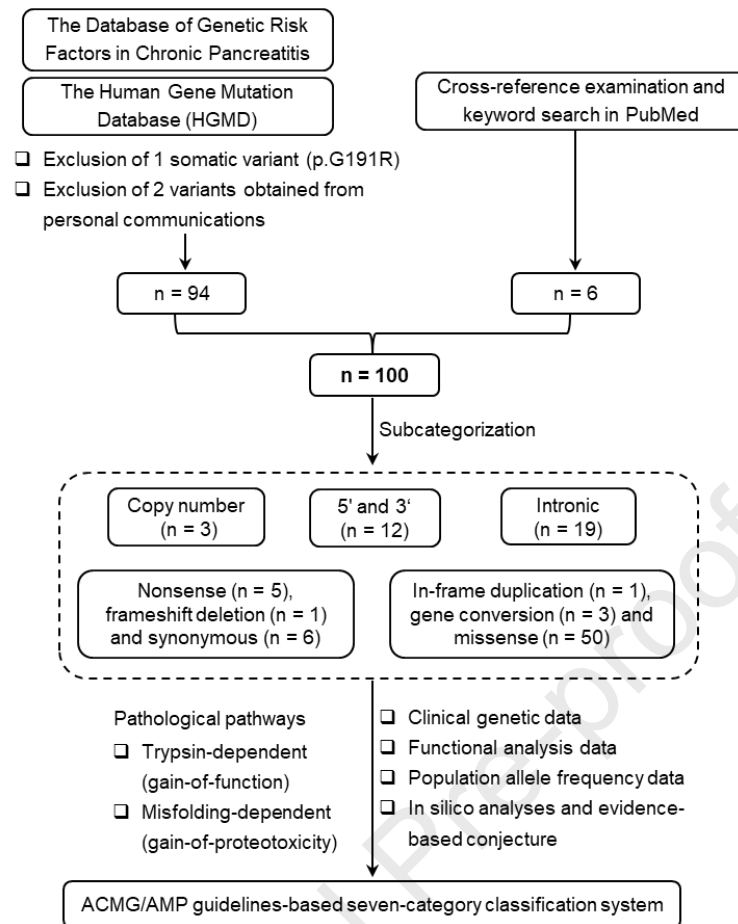 The Database of Genetic Risk
Factors in Chronic Pancreatitis
The Human Gene Mutation
Database (HGMD)
Cross-reference examination and
keyword search in PubMed
❑ Exclusion of 1 somatic variant (p.G191R)
❑ Exclusion of 2 variants obtained from
personal communications
n = 94
n = 6
n = 100
Subcategorization
Copy number
(n = 3)
5' and 3‘
(n = 12)
Intronic
(n = 19)
Nonsense (n = 5),
frameshift deletion (n = 1)
and synonymous (n = 6)
In-frame duplication (n = 1),
gene conversion (n = 3) and
missense (n = 50)
Pathological pathways
❑ Trypsin-dependent
(gain-of-function)
❑ Misfolding-dependent
(gain-of-proteotoxicity)
❑ Clinical genetic data
❑ Functional analysis data
❑ Population allele frequency data
❑ In silico analyses and evidence-
based conjecture
ACMG/AMP guidelines-based seven-category classification system
l Pre-proof